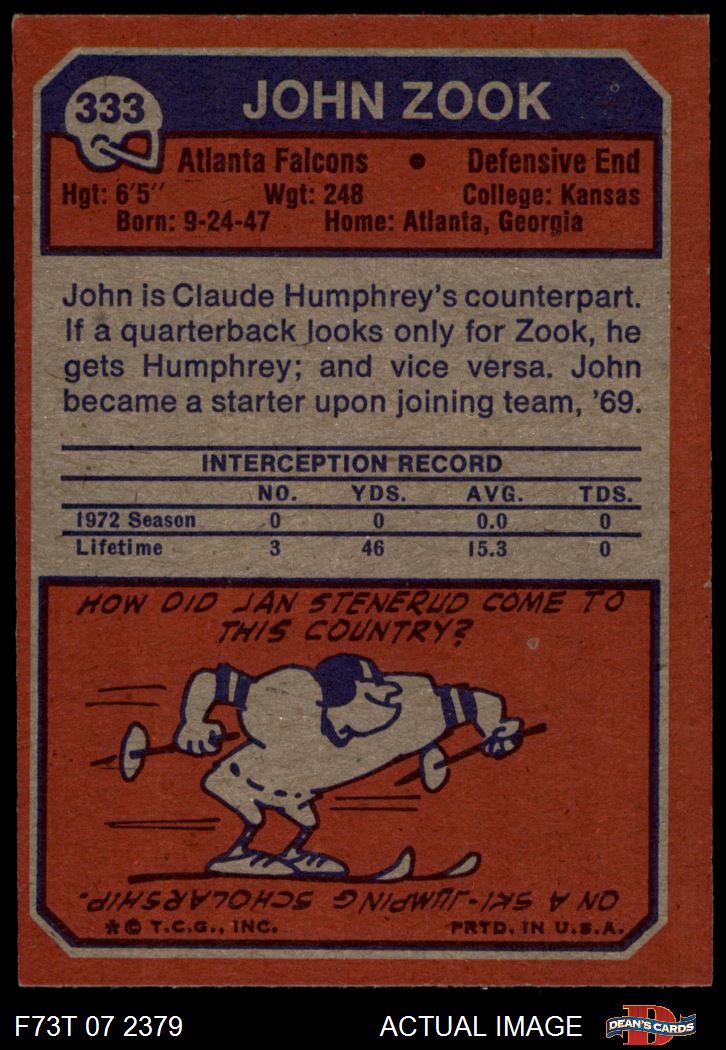 333
JOHN ZOOK
Atlanta Falcons • Defensive End
Hgt: 6'5" Wgt: 248 College: Kansas
Born: 9-24-47 Home: Atlanta, Georgia
John is Claude Humphrey's counterpart.
If a quarterback looks only for Zook, he
gets Humphrey; and vice versa. John
became a starter upon joining team, '69.
INTERCEPTION RECORD
NO. YDS. AVG. TDS.
1972 Season 0 0 0.0 0
Lifetime 3 46 15.3 0
HOW DID JAN STENERUD COME TO
THIS COUNTRY?
ON A SKI-JUMPING SCHOLARSHIP.
*© T.C.G., INC. PRTD. IN U.S.A.
F73T 07 2379 ACTUAL IMAGE D DEAN'S CARDS